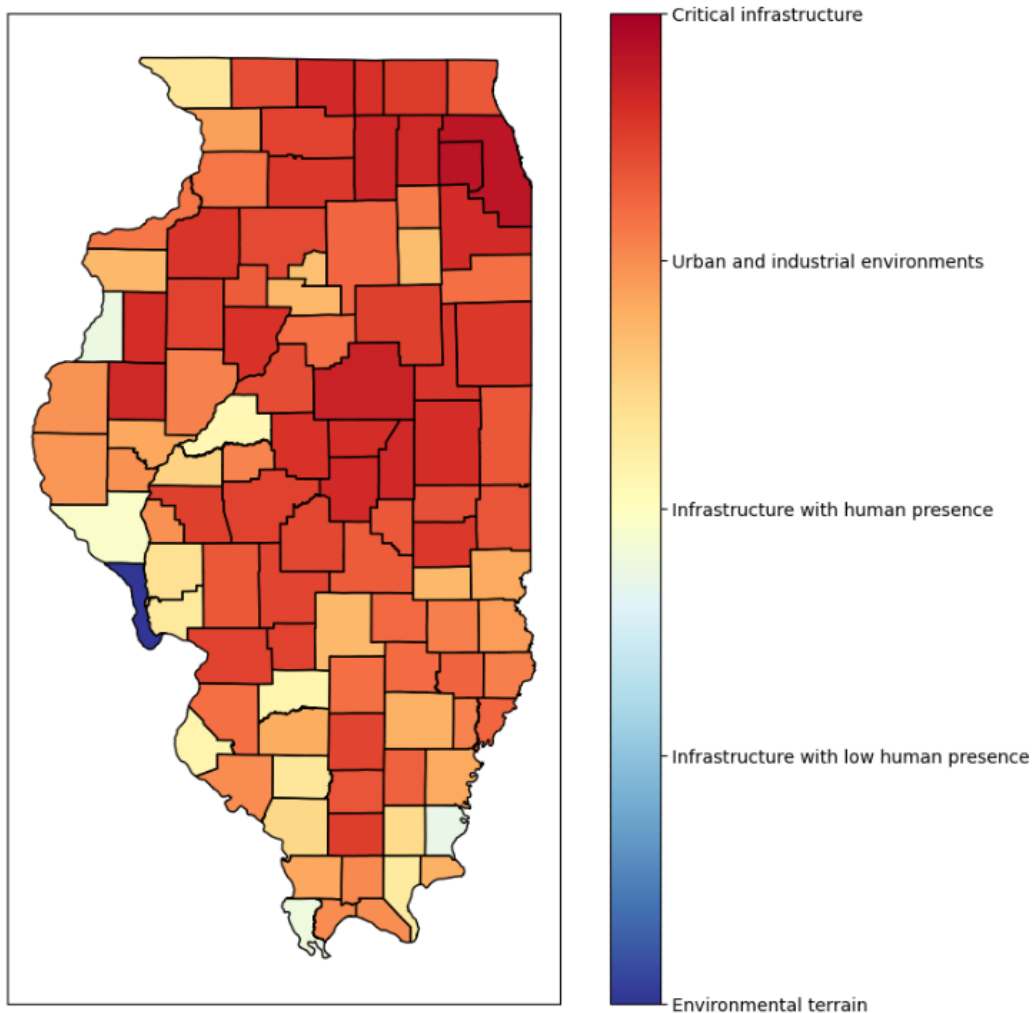 Critical infrastructure
Urban and industrial environments
Infrastructure with human presence
Infrastructure with low human presence
Environmental terrain